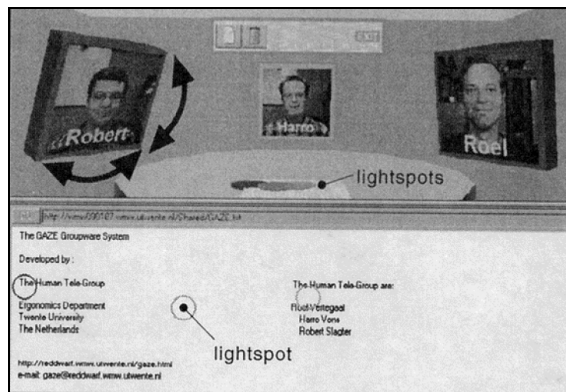 Robert
Harro
Roel
lightspots
The GAZE Groupware System
Developed by :
The Human Tele-Group
Ergonomics Department
Twente University
The Netherlands
lightspot
The Human Tele-Group are:
Roel Vertegaal
Harro Vons
Robert Slagter
http://reddwarf.wmw.utwente.nl/gaze.html
e-mail: gaze@reddwarf.wmw.utwente.nl